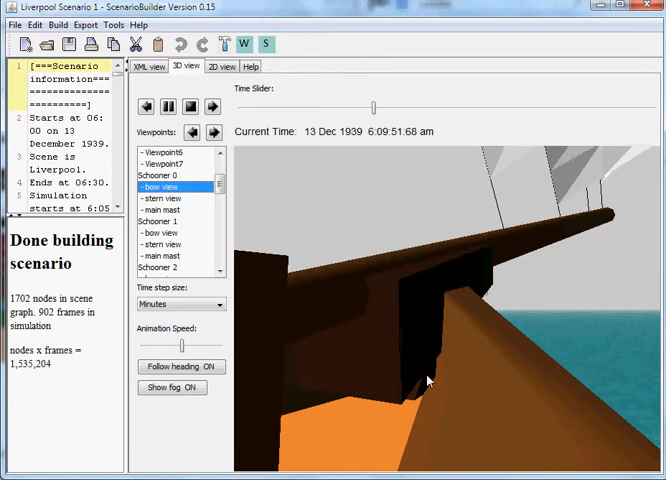 Liverpool Scenario 1 - ScenarioBuilder Version 0.15
File Edit Build Export Tools Help
W S
XML view 3D view 2D view Help
1 [===Scenario
information===
==============
==========]
2 Starts at 06:
00 on 13
December 1939.
3 Scene is
Liverpool.
4 Ends at 06:30.
5 Simulation
starts at 6:05
Done building
scenario
1702 nodes in scene
graph. 902 frames in
simulation
nodes x frames =
1,535,204
Time Slider:
Viewpoints:
Current Time: 13 Dec 1939 6:09:51:68 am
- Viewpoint6
- Viewpoint7
Schooner 0
- bow view
- stern view
- main mast
Schooner 1
- bow view
- stern view
- main mast
Schooner 2
Time step size:
Minutes
Animation Speed:
Follow heading ON
Show fog ON